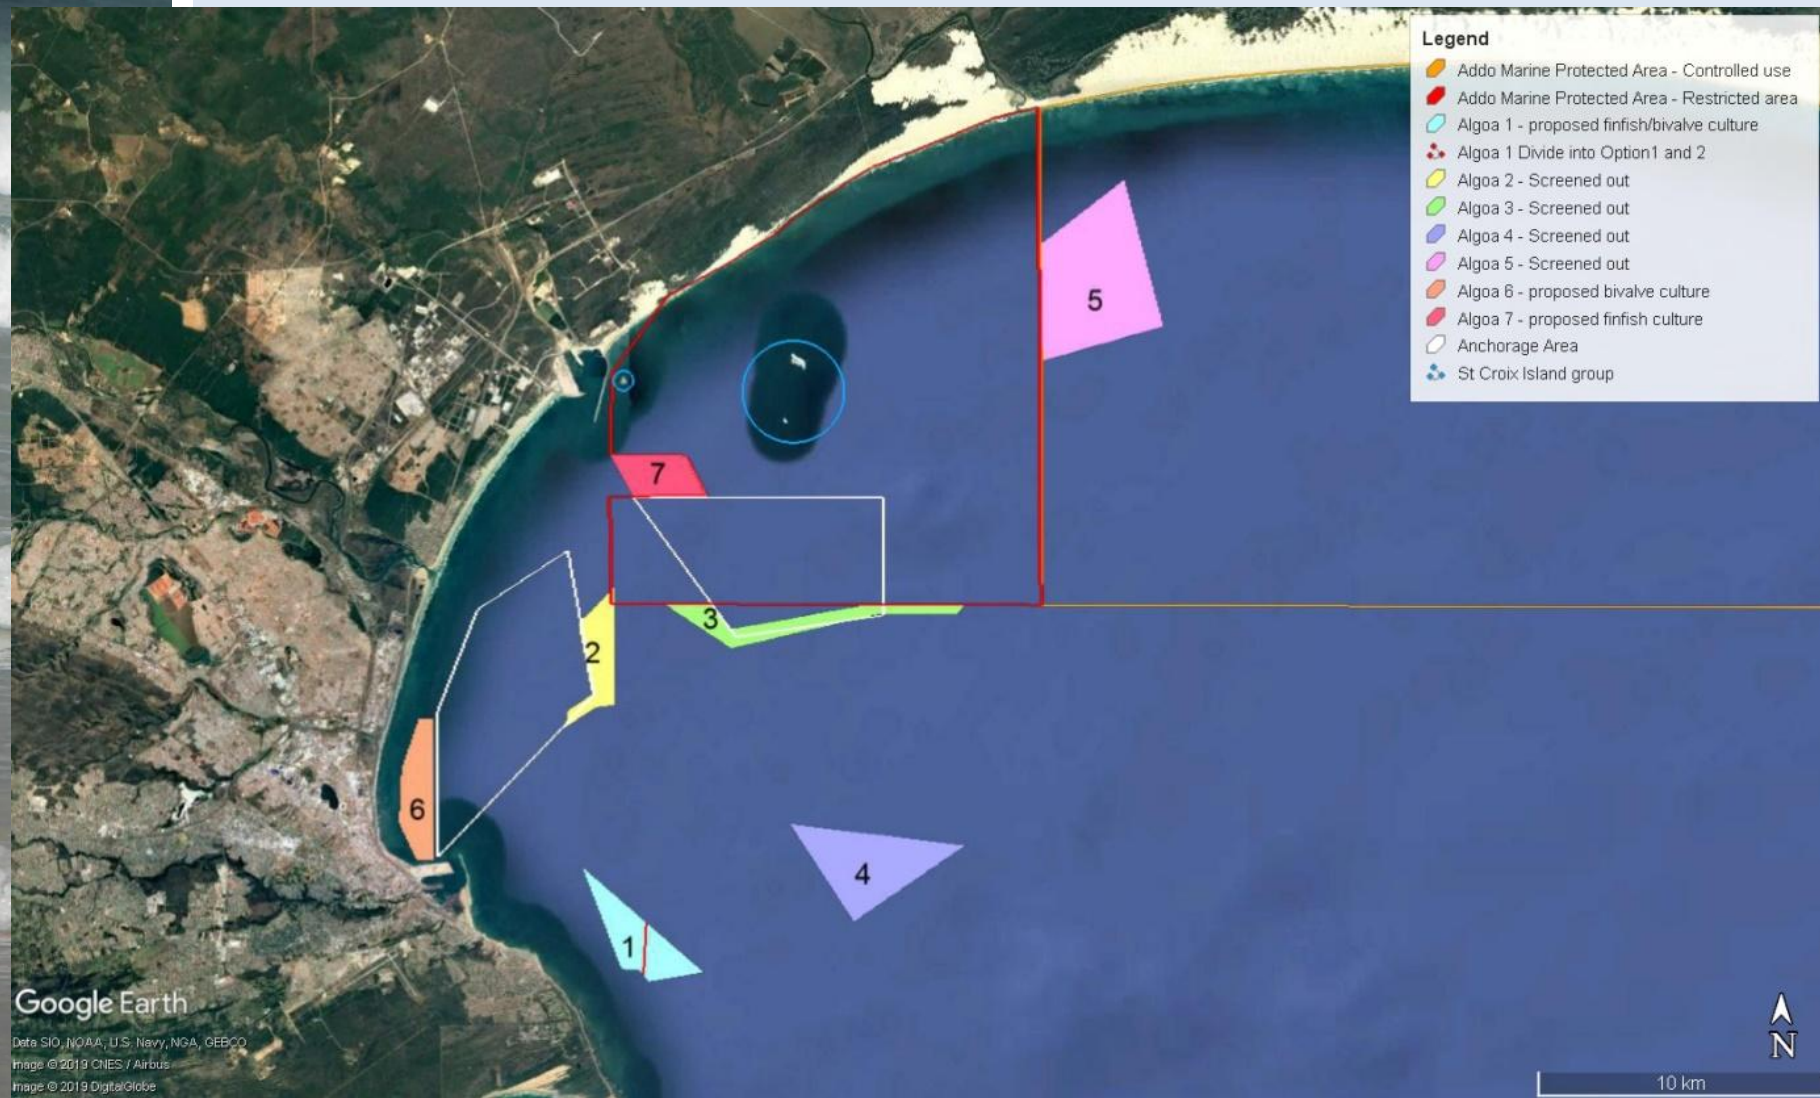 Legend
Addo Marine Protected Area - Controlled use
Addo Marine Protected Area - Restricted area
Algoa 1 - proposed finfish/bivalve culture
Algoa 1 Divide into Option1 and 2
Algoa 2 - Screened out
Algoa 3 - Screened out
Algoa 4 - Screened out
Algoa 5 - Screened out
Algoa 6 - proposed bivalve culture
Algoa 7 - proposed finfish culture
Anchorage Area
St Croix Island group
5
7
3
2
6
4
1
Google Earth
Data SIO, NOAA, U.S. Navy, NGA, GEBCO
Image © 2019 CNES / Airbus
Image © 2019 DigitalGlobe
N
10 km